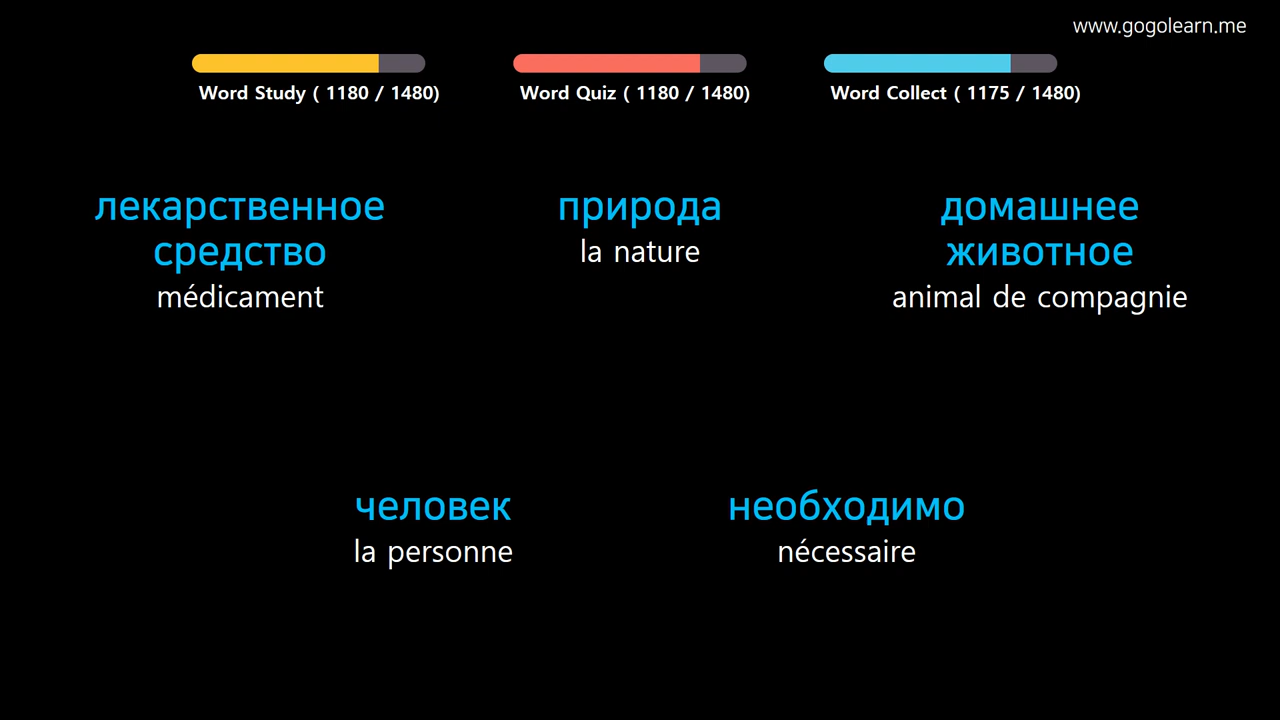 www.gogolearn.me
Word Study ( 1180 / 1480)
Word Quiz ( 1180 / 1480)
Word Collect ( 1175 / 1480)
лекарственное
средство
médicament
природа
la nature
домашнее
животное
animal de compagnie
человек
la personne
необходимо
nécessaire